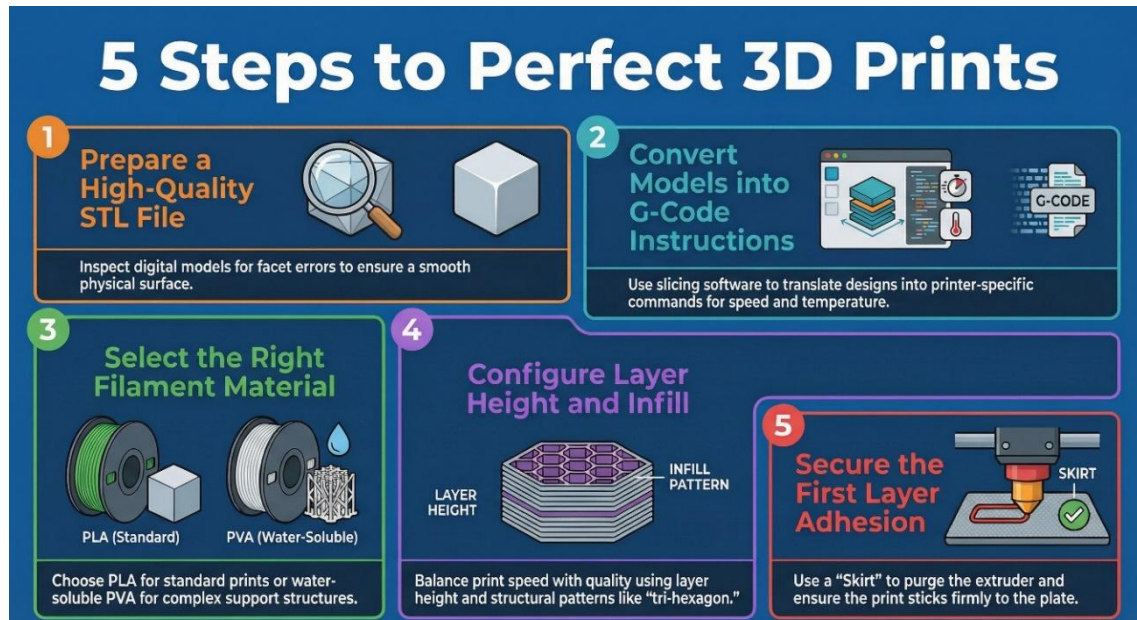 5 Steps to Perfect 3D Prints
1
Prepare a
High-Quality
STL File
Inspect digital models for facet errors to ensure a smooth
physical surface.
2
Convert
Models into
G-Code
Instructions
G-CODE
Use slicing software to translate designs into printer-specific
commands for speed and temperature.
3
Select the Right
Filament Material
PLA (Standard)
PVA (Water-Soluble)
Choose PLA for standard prints or water-
soluble PVA for complex support structures.
4
Configure Layer
Height and Infill
LAYER
HEIGHT
INFILL
PATTERN
Balance print speed with quality using layer
height and structural patterns like “tri-hexagon.”
5
Secure the
First Layer
Adhesion
SKIRT
Use a “Skirt” to purge the extruder and
ensure the print sticks firmly to the plate.